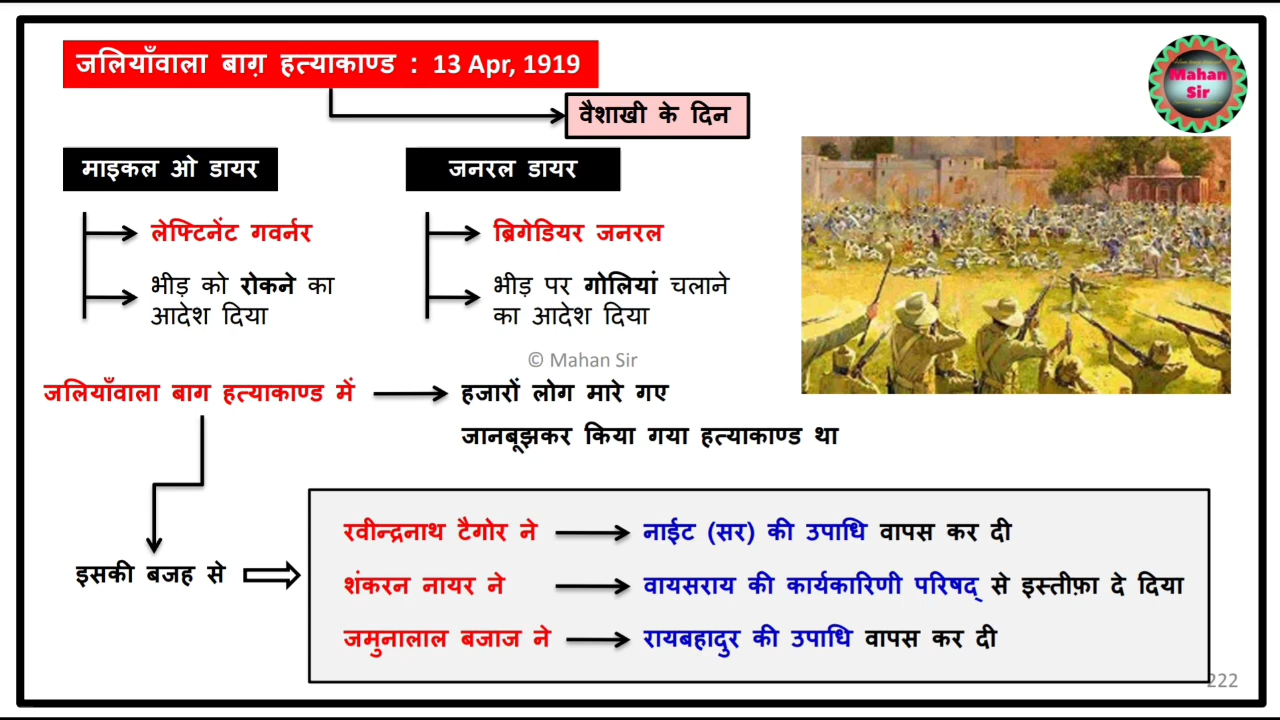 जलियाँवाला बाग़ हत्याकाण्ड : 13 Apr, 1919
Mahan
Sir
वैशाखी के दिन
माइकल ओ डायर
जनरल डायर
लेफ्टिनेंट गवर्नर
ब्रिगेडियर जनरल
भीड़ को रोकने का
आदेश दिया
भीड़ पर गोलियां चलाने
का आदेश दिया
© Mahan Sir
जलियाँवाला बाग हत्याकाण्ड में
हजारों लोग मारे गए
जानबूझकर किया गया हत्याकाण्ड था
इसकी बजह से
रवीन्द्रनाथ टैगोर ने नाईट (सर) की उपाधि वापस कर दी
शंकरन नायर ने वायसराय की कार्यकारिणी परिषद् से इस्तीफ़ा दे दिया
जमुनालाल बजाज ने रायबहादुर की उपाधि वापस कर दी
222